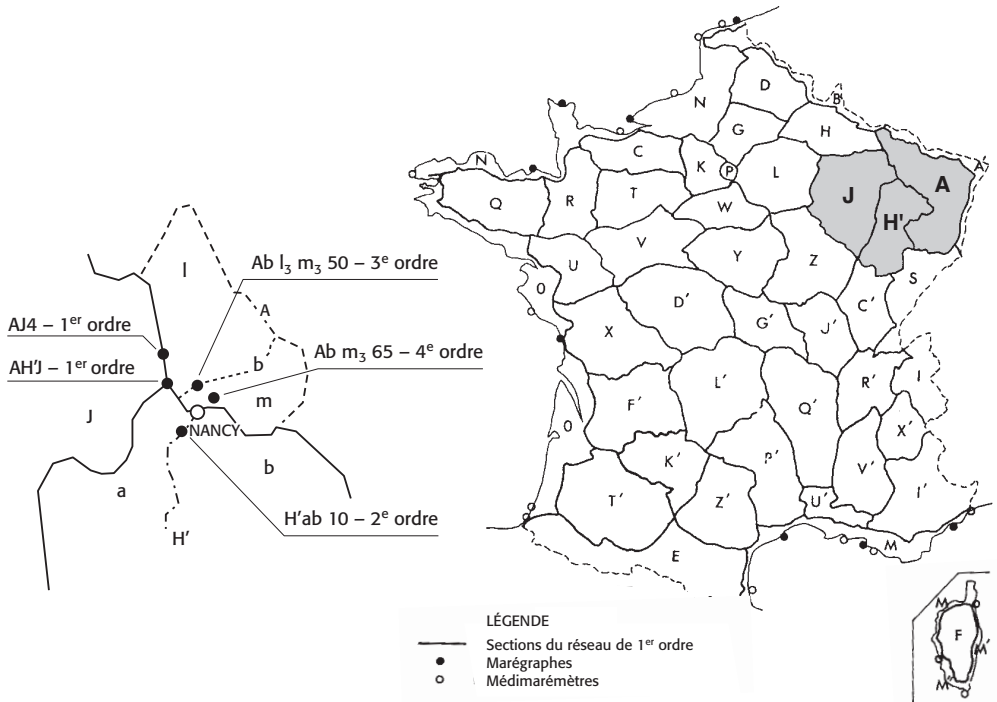 l
A
b
m
J
a
b
H'
Ab l₃ m₃ 50 – 3ᵉ ordre
AJ4 – 1ᵉʳ ordre
AH'J – 1ᵉʳ ordre
Ab m₃ 65 – 4ᵉ ordre
NANCY
H'ab 10 – 2ᵉ ordre
D
B
N
G
H
A
A
N
C
K
P
L
J
H'
Q
R
T
W
U
V
Y
Z
S
O
X
D'
G'
J'
C'
F'
L'
Q'
R'
I
O
K'
P'
V'
X'
T'
Z'
U'
I'
E
M
M
F
M'
M"
LÉGENDE
Sections du réseau de 1ᵉʳ ordre
Marégraphes
Médimarémètres